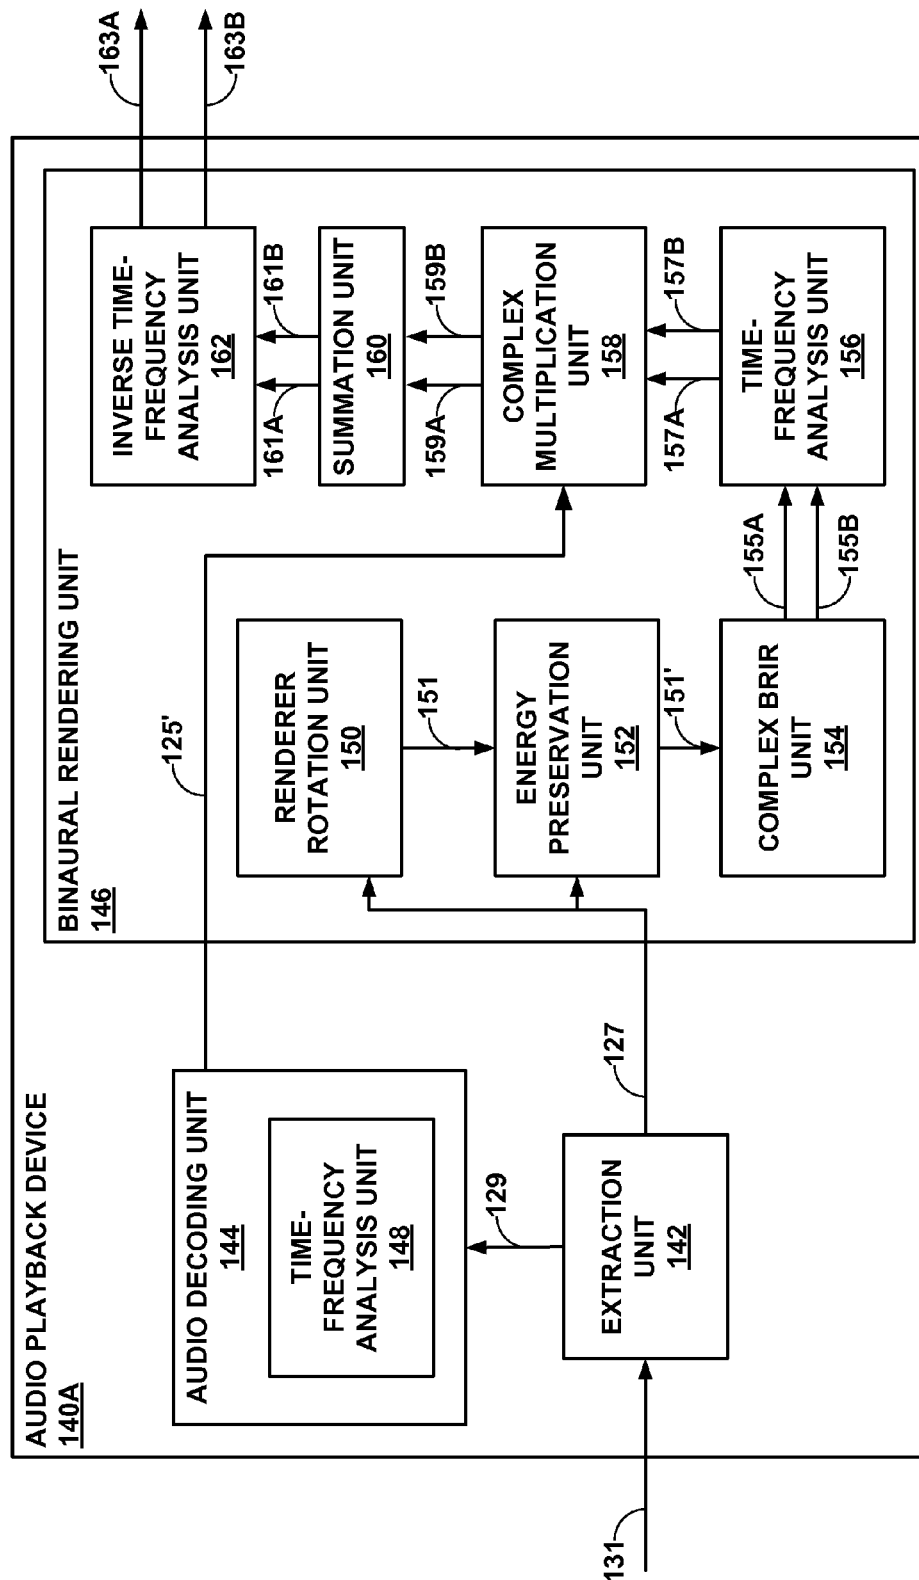 AUDIO PLAYBACK DEVICE
140A
AUDIO DECODING UNIT
144
TIME-
FREQUENCY
ANALYSIS UNIT
148
129
EXTRACTION
UNIT
142
131
127
125'
BINAURAL RENDERING UNIT
146
RENDERER
ROTATION UNIT
150
151
ENERGY
PRESERVATION
UNIT
152
151'
COMPLEX BRIR
UNIT
154
155A
155B
INVERSE TIME-
FREQUENCY
ANALYSIS UNIT
162
161A
161B
SUMMATION UNIT
160
159A
159B
COMPLEX
MULTIPLICATION
UNIT
158
157A
157B
TIME-
FREQUENCY
ANALYSIS UNIT
156
163A
163B